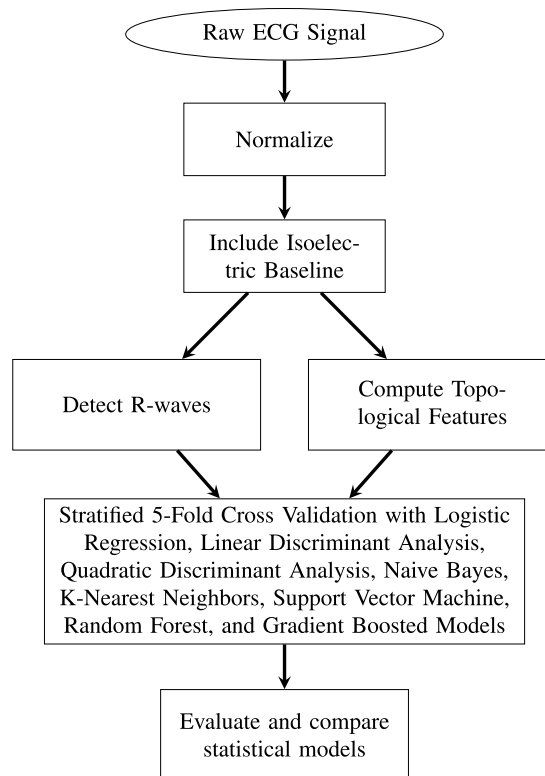 Raw ECG Signal
Normalize
Include Isoelec-
tric Baseline
Detect R-waves
Compute Topo-
logical Features
Stratified 5-Fold Cross Validation with Logistic
Regression, Linear Discriminant Analysis,
Quadratic Discriminant Analysis, Naive Bayes,
K-Nearest Neighbors, Support Vector Machine,
Random Forest, and Gradient Boosted Models
Evaluate and compare
statistical models